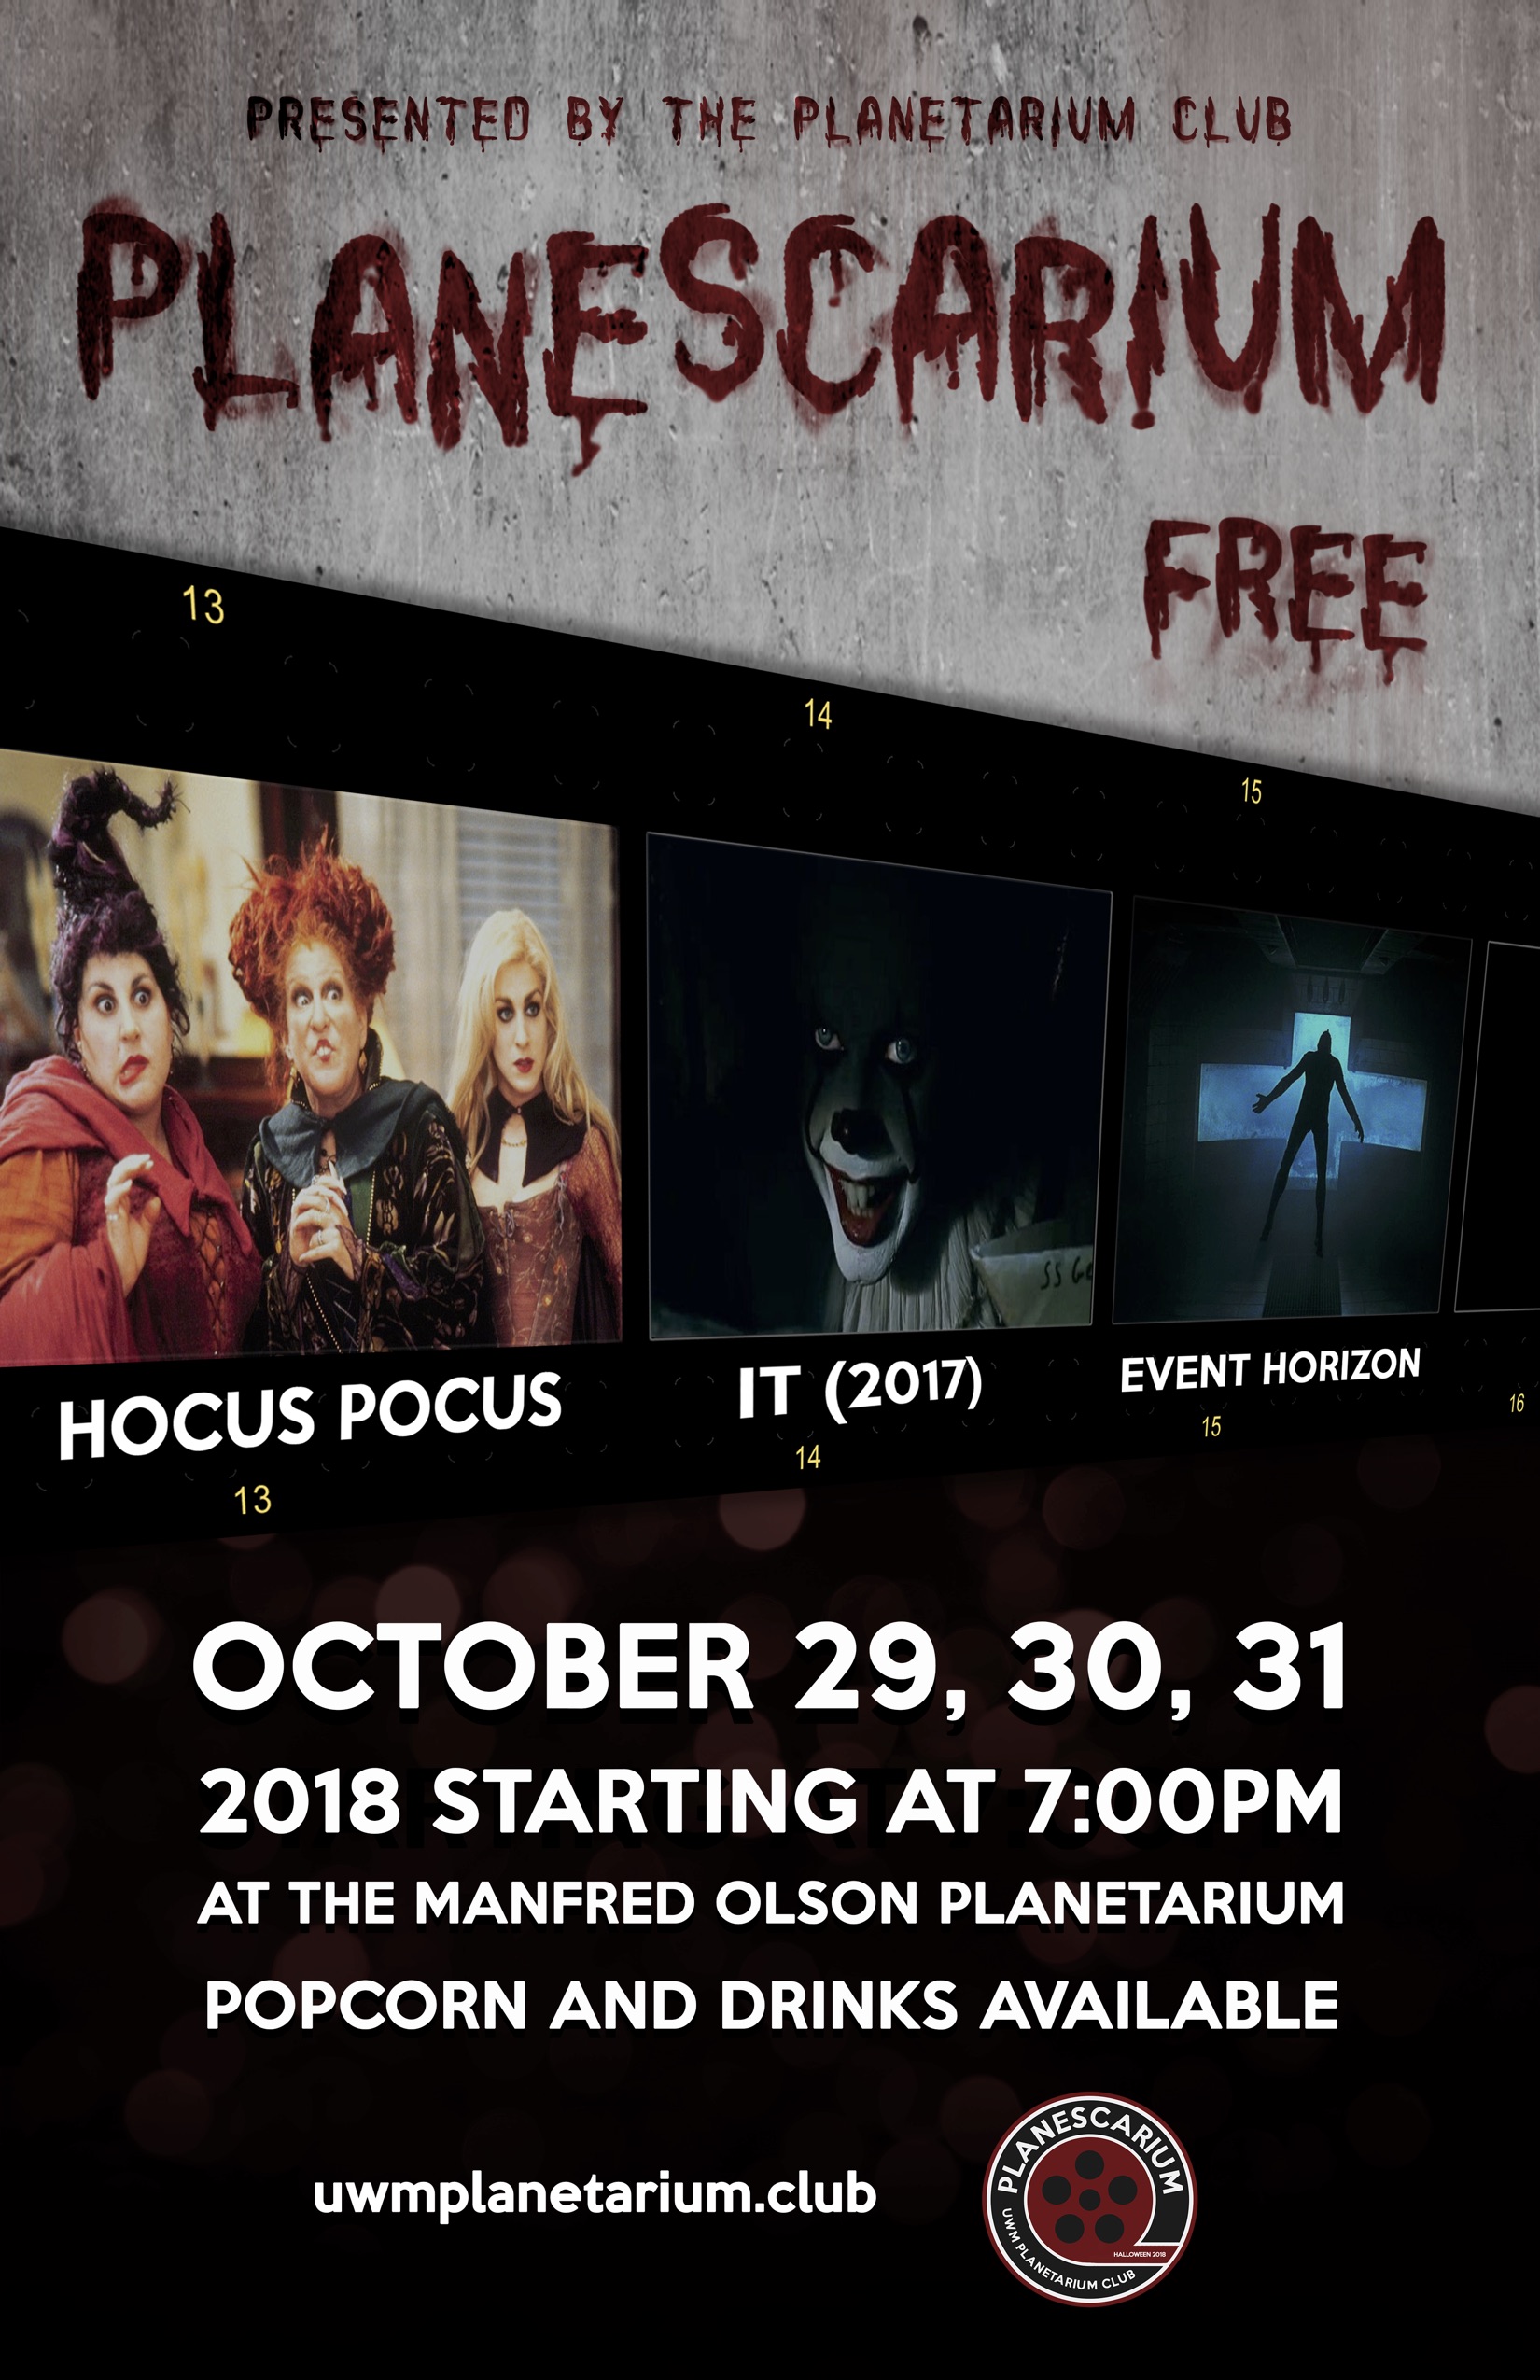 PRESENTED BY THE PLANETARIUM CLUB
PLANESCARIUM
FREE
13
14
15
SS Ge
HOCUS POCUS
IT (2017)
EVENT HORIZON
13
14
15
16
OCTOBER 29, 30, 31
2018 STARTING AT 7:00PM
AT THE MANFRED OLSON PLANETARIUM
POPCORN AND DRINKS AVAILABLE
uwmplanetarium.club
PLANESCARIUM
HALLOWEEN 2018
UWM PLANETARIUM CLUB